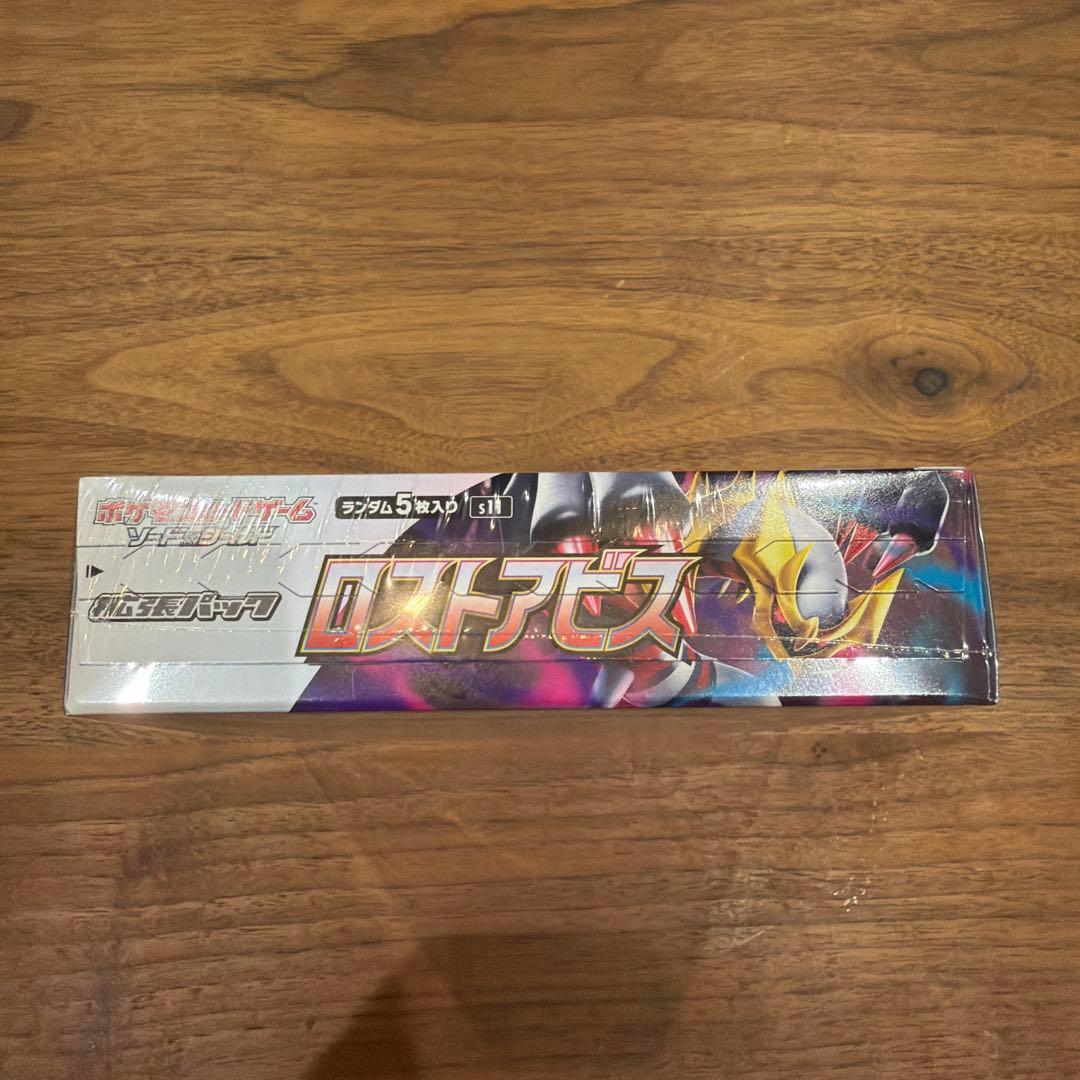 ポケモンカードゲーム
ソード&シールド
ランダム5枚入り s11
拡張パック
ロストアビス